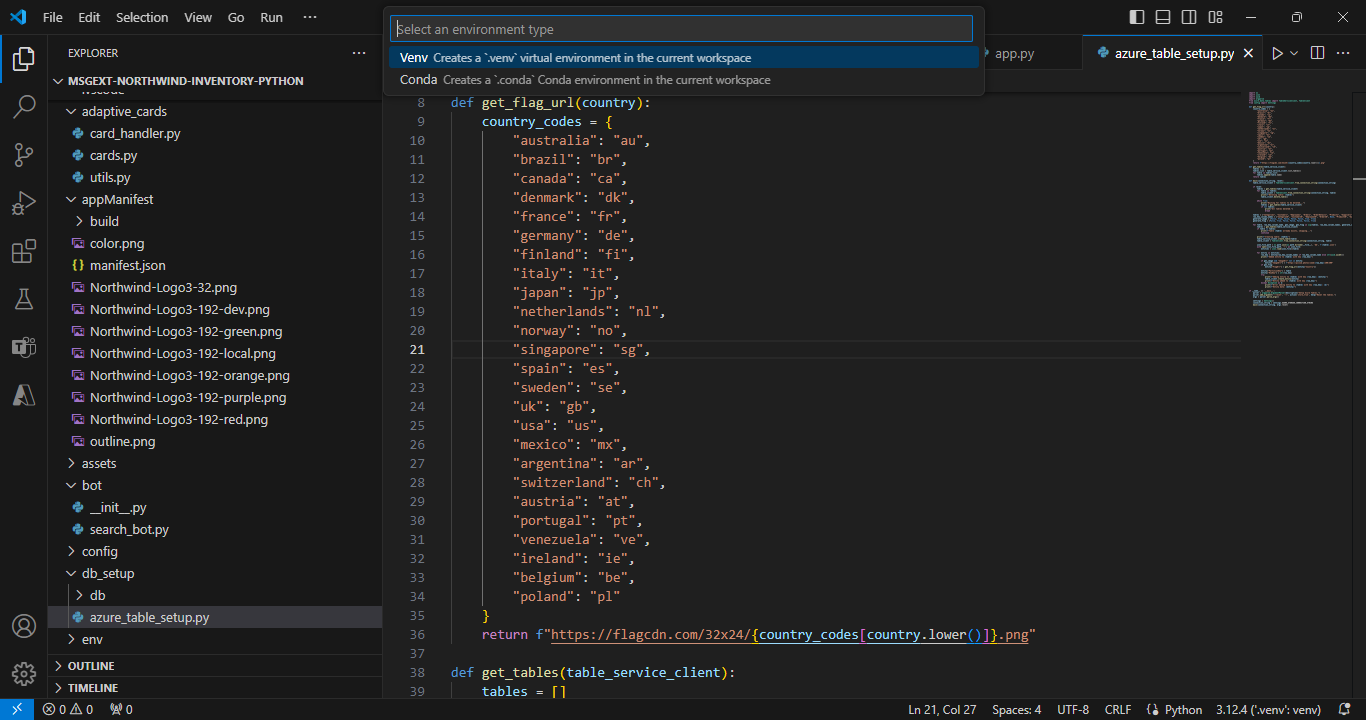 File Edit Selection View Go Run ···
Select an environment type
Venv Creates a `.venv` virtual environment in the current workspace
Conda Creates a `.conda` Conda environment in the current workspace
app.py
azure_table_setup.py
EXPLORER
MSGEXT-NORTHWIND-INVENTORY-PYTHON
.vscode
adaptive_cards
card_handler.py
cards.py
utils.py
appManifest
build
color.png
manifest.json
Northwind-Logo3-32.png
Northwind-Logo3-192-dev.png
Northwind-Logo3-192-green.png
Northwind-Logo3-192-local.png
Northwind-Logo3-192-orange.png
Northwind-Logo3-192-purple.png
Northwind-Logo3-192-red.png
outline.png
assets
bot
__init__.py
search_bot.py
config
db_setup
db
azure_table_setup.py
env
OUTLINE
TIMELINE
8 def get_flag_url(country):
9 country_codes = {
10 "australia": "au",
11 "brazil": "br",
12 "canada": "ca",
13 "denmark": "dk",
14 "france": "fr",
15 "germany": "de",
16 "finland": "fi",
17 "italy": "it",
18 "japan": "jp",
19 "netherlands": "nl",
20 "norway": "no",
21 "singapore": "sg",
22 "spain": "es",
23 "sweden": "se",
24 "uk": "gb",
25 "usa": "us",
26 "mexico": "mx",
27 "argentina": "ar",
28 "switzerland": "ch",
29 "austria": "at",
30 "portugal": "pt",
31 "venezuela": "ve",
32 "ireland": "ie",
33 "belgium": "be",
34 "poland": "pl"
35 }
36 return f"https://flagcdn.com/32x24/{country_codes[country.lower()]}.png"
37
38 def get_tables(table_service_client):
39 tables = []
0 0 0 Ln 21, Col 27 Spaces: 4 UTF-8 CRLF Python 3.12.4 ('.venv': venv)